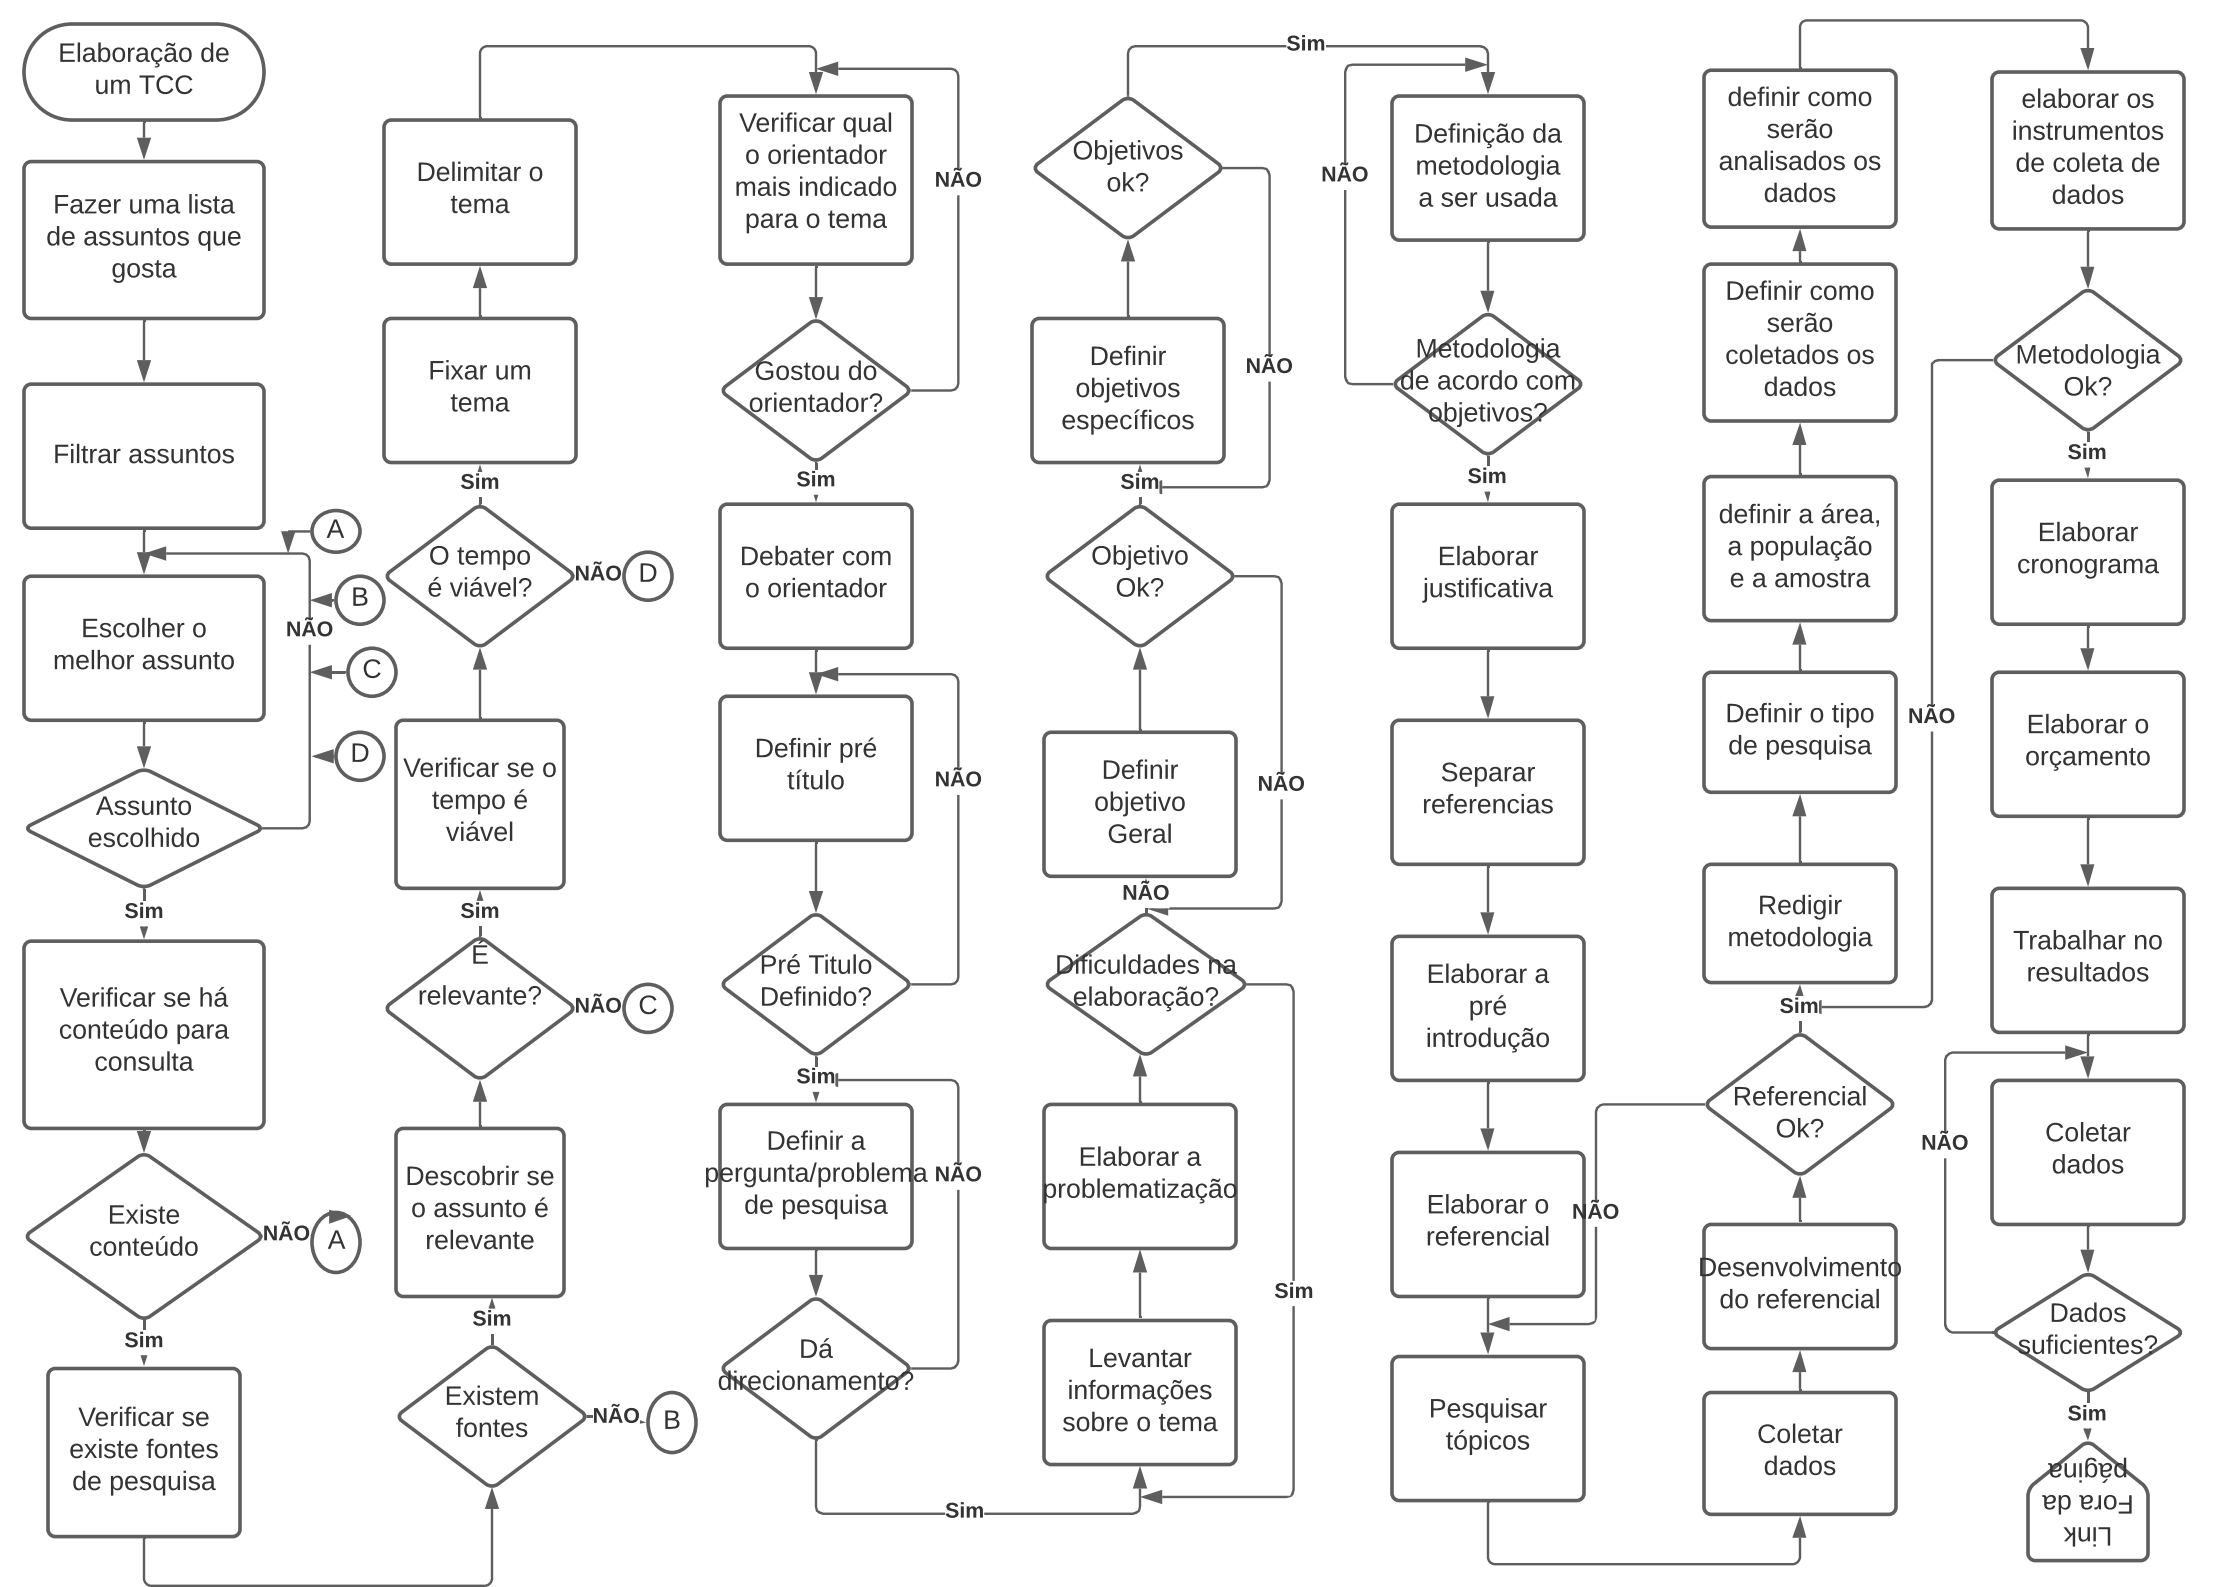 Elaboração de
um TCC
Fazer uma lista
de assuntos que
gosta
Filtrar assuntos
A
B
NÃO
Escolher o
melhor assunto
C
D
Assunto
escolhido
Sim
Verificar se há
conteúdo para
consulta
Existe
conteúdo
NÃO
A
Sim
Verificar se
existe fontes
de pesquisa
Delimitar o
tema
Fixar um
tema
Sim
O tempo
é viável?
NÃO
D
Verificar se o
tempo é
viável
Sim
É
relevante?
NÃO
C
Descobrir se
o assunto é
relevante
Sim
Existem
fontes
NÃO
B
Verificar qual
o orientador
mais indicado
para o tema
NÃO
Gostou do
orientador?
Sim
Debater com
o orientador
Definir pré
título
NÃO
Pré Titulo
Definido?
Sim
Definir a
pergunta/problema
de pesquisa
NÃO
Dá
direcionamento?
Sim
Objetivos
ok?
Sim
NÃO
Definir
objetivos
específicos
Sim
Objetivo
Ok?
Definir
objetivo
Geral
NÃO
NÃO
Dificuldades na
elaboração?
Elaborar a
problematização
Sim
Levantar
informações
sobre o tema
Definição da
metodologia
a ser usada
NÃO
Metodologia
de acordo com
objetivos?
Sim
Elaborar
justificativa
Separar
referencias
Elaborar a
pré
introdução
Elaborar o
referencial
NÃO
Pesquisar
tópicos
definir como
serão
analisados os
dados
Definir como
serão
coletados os
dados
definir a área,
a população
e a amostra
Definir o tipo
de pesquisa
Redigir
metodologia
Sim
Referencial
Ok?
Desenvolvimento
do referencial
Coletar
dados
elaborar os
instrumentos
de coleta de
dados
Metodologia
Ok?
NÃO
Sim
Elaborar
cronograma
Elaborar o
orçamento
Trabalhar no
resultados
Coletar
dados
NÃO
Dados
suficientes?
Sim
Link
Fora da
página